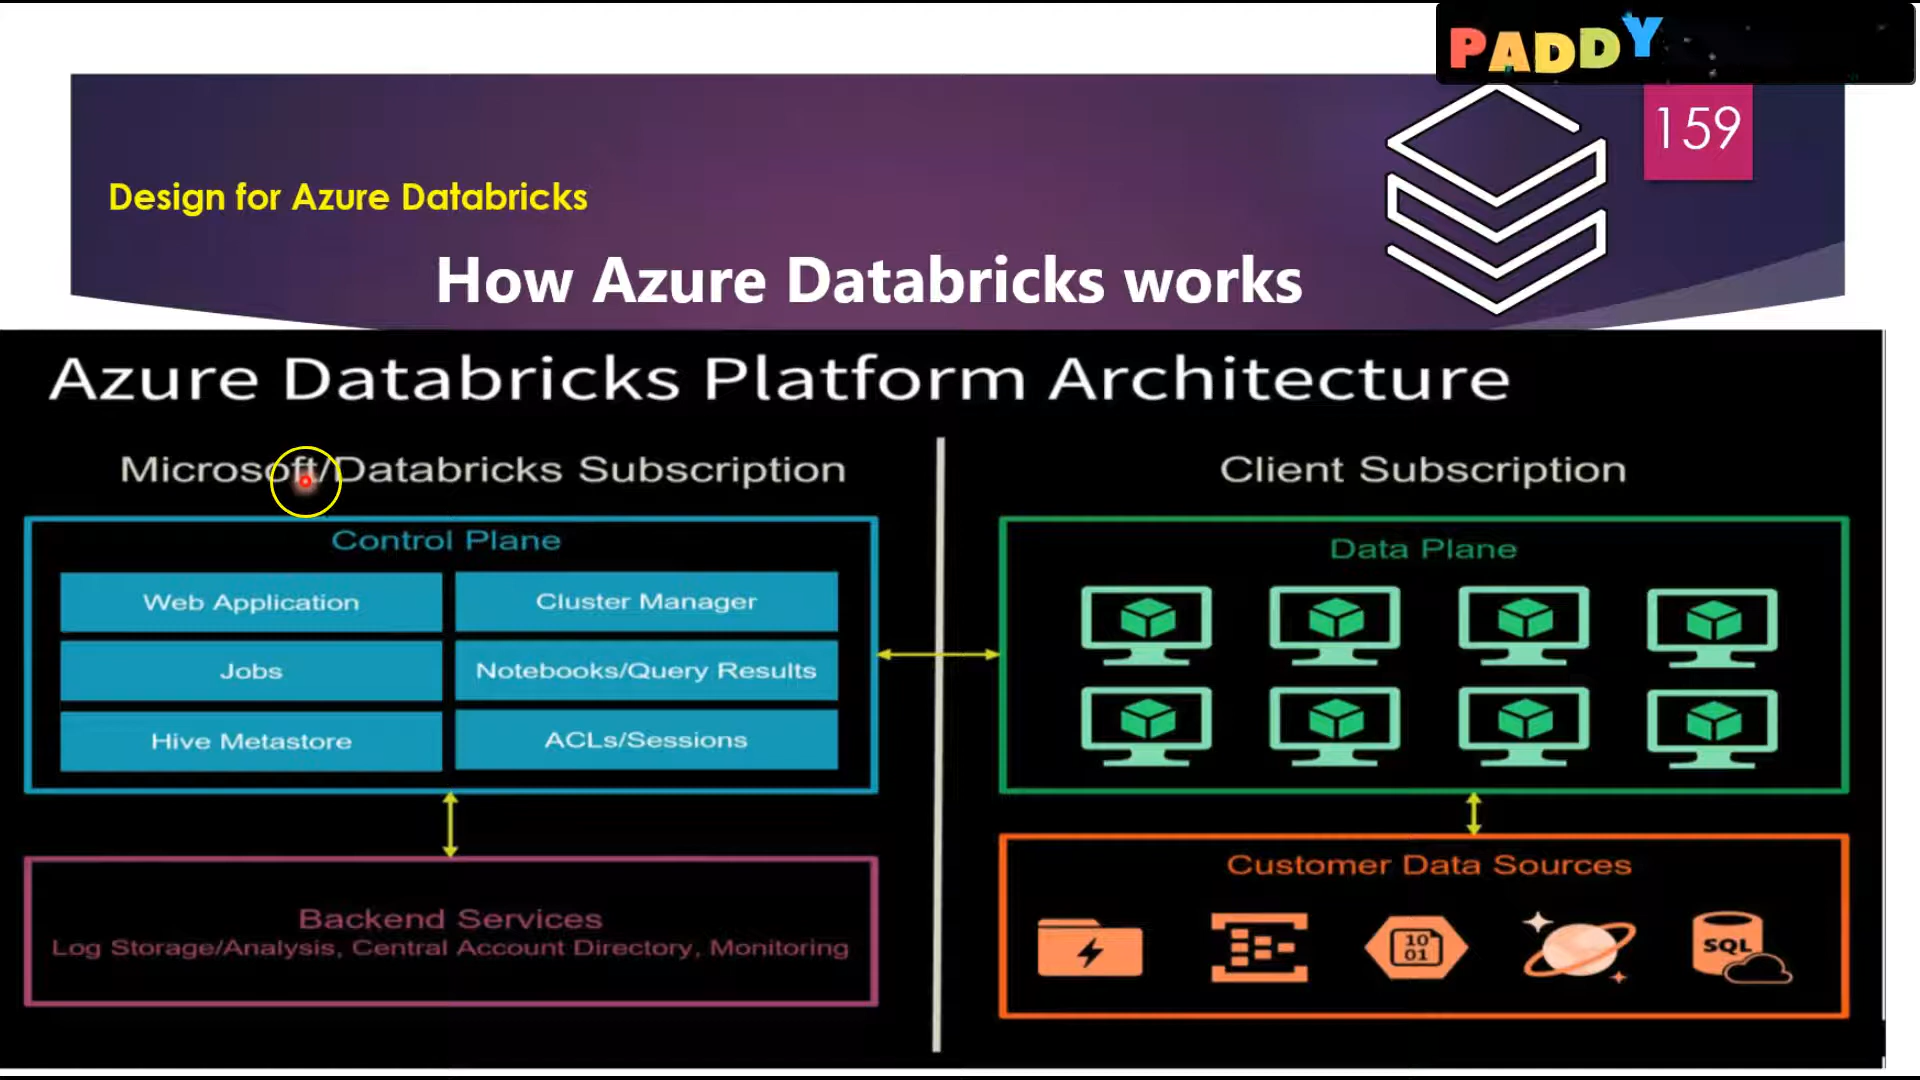 PADDY
159
Design for Azure Databricks
How Azure Databricks works
Azure Databricks Platform Architecture
Microsoft/Databricks Subscription
Client Subscription
Control Plane
Web Application
Cluster Manager
Jobs
Notebooks/Query Results
Hive Metastore
ACLs/Sessions
Backend Services
Log Storage/Analysis, Central Account Directory, Monitoring
Data Plane
Customer Data Sources
10
01
SQL